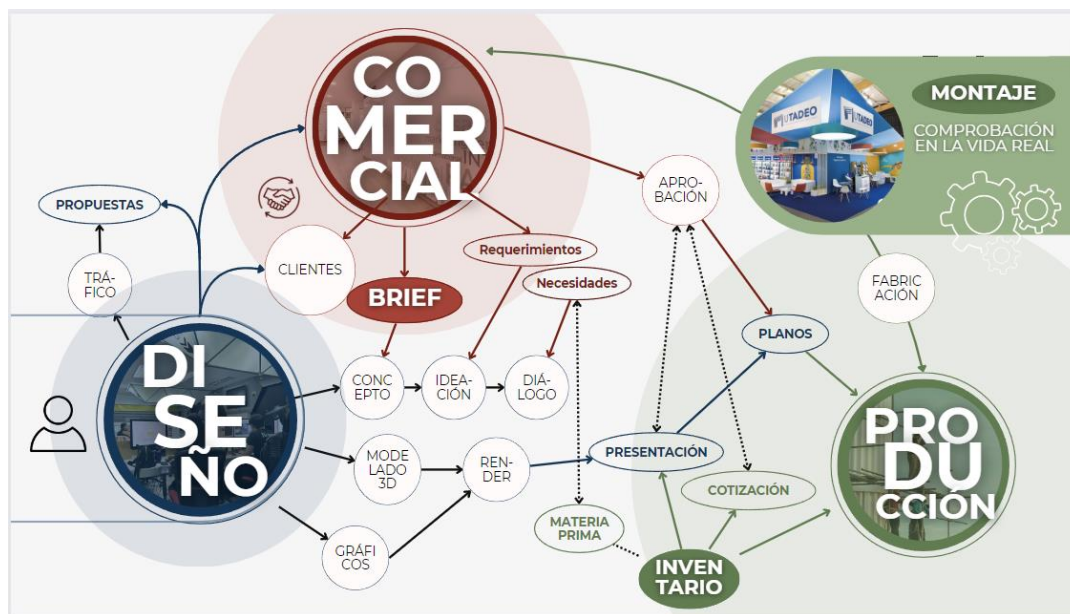 CO
MER
CIAL
MONTAJE
COMPROBACIÓN
EN LA VIDA REAL
UTADEO
UTADEO
APRO-
BACIÓN
PROPUESTAS
TRÁ-
FICO
CLIENTES
Requerimientos
Necesidades
BRIEF
FABRIC
ACIÓN
PLANOS
DI
SE
ÑO
CONC
EPTO
IDEA-
CIÓN
DIÁ-
LOGO
PRO
DU
CCIÓN
MODE
LADO
3D
REN-
DER
PRESENTACIÓN
COTIZACIÓN
MATERIA
PRIMA
GRÁFI
COS
INVEN
TARIO